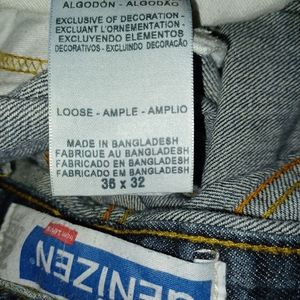 ALGODÓN - ALGODÃO
EXCLUSIVE OF DECORATION -
EXCLUANT L'ORNEMENTATION -
EXCLUYENDO ELEMENTOS
DECORATIVOS - EXCLUINDO DECORAÇÃO
LOOSE - AMPLE - AMPLIO
MADE IN BANGLADESH
FABRIQUE AU BANGLADESH
FABRICADO EN BANGLADESH
FABRICADO EM BANGLADESH
36 x 32
ENiZEN